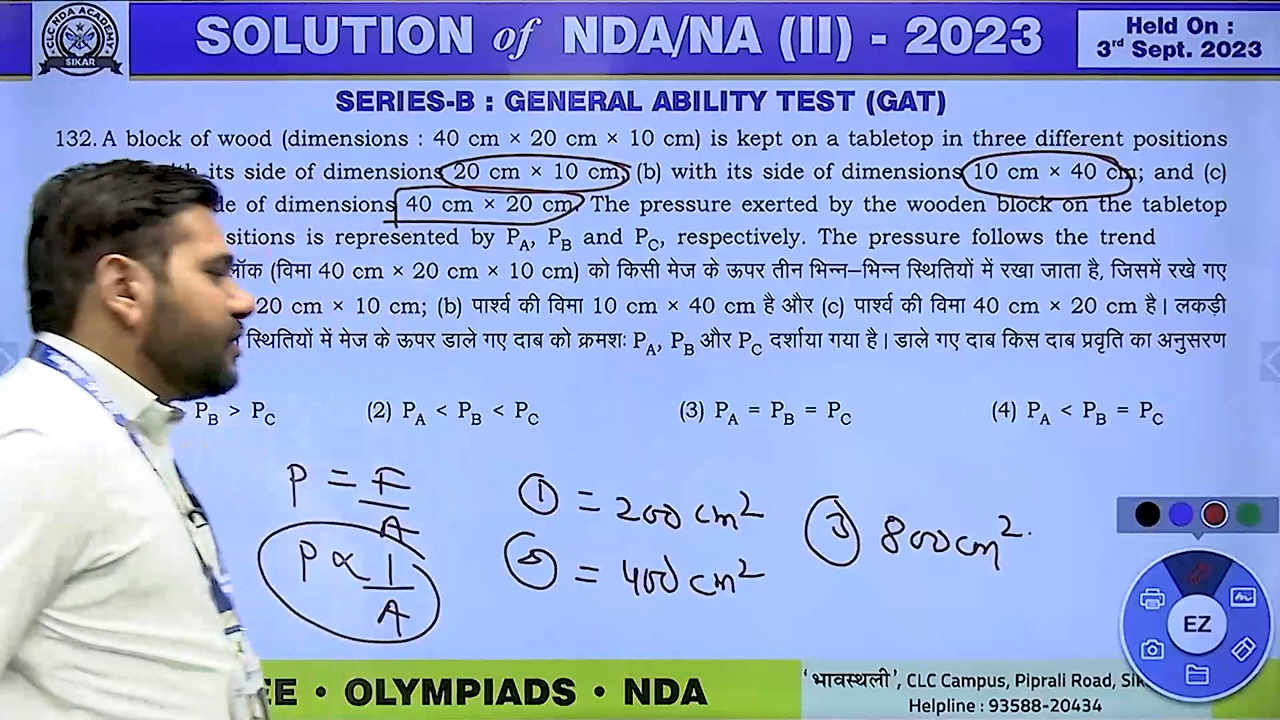 CLC NDA ACADEMY
SIKAR
SOLUTION of NDA/NA (II) - 2023
Held On :
3rd Sept. 2023
SERIES-B : GENERAL ABILITY TEST (GAT)
132. A block of wood (dimensions : 40 cm × 20 cm × 10 cm) is kept on a tabletop in three different positions
its side of dimensions 20 cm × 10 cm; (b) with its side of dimensions 10 cm × 40 cm; and (c)
of dimensions 40 cm × 20 cm. The pressure exerted by the wooden block on the tabletop
is represented by PA, PB and PC, respectively. The pressure follows the trend
(विमा 40 cm × 20 cm × 10 cm) को किसी मेज के ऊपर तीन भिन्न–भिन्न स्थितियों में रखा जाता है, जिसमें रखे गए
20 cm × 10 cm; (b) पार्श्व की विमा 10 cm × 40 cm है और (c) पार्श्व की विमा 40 cm × 20 cm है। लकड़ी
स्थितियों में मेज के ऊपर डाले गए दाब को क्रमशः PA, PB और PC दर्शाया गया है। डाले गए दाब किस दाब प्रवृति का अनुसरण
PB > PC (2) PA < PB < PC (3) PA = PB = PC (4) PA < PB = PC
P = F/A
P ∝ 1/A
① = 200 cm²
② = 400 cm²
③ 800 cm²
EZ
• OLYMPIADS • NDA
'भावस्थली', CLC Campus, Piprali Road,
Helpline : 93588-20434